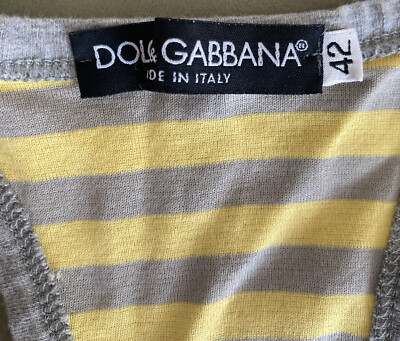 DOL&GABBANA®
DE IN ITALY
42